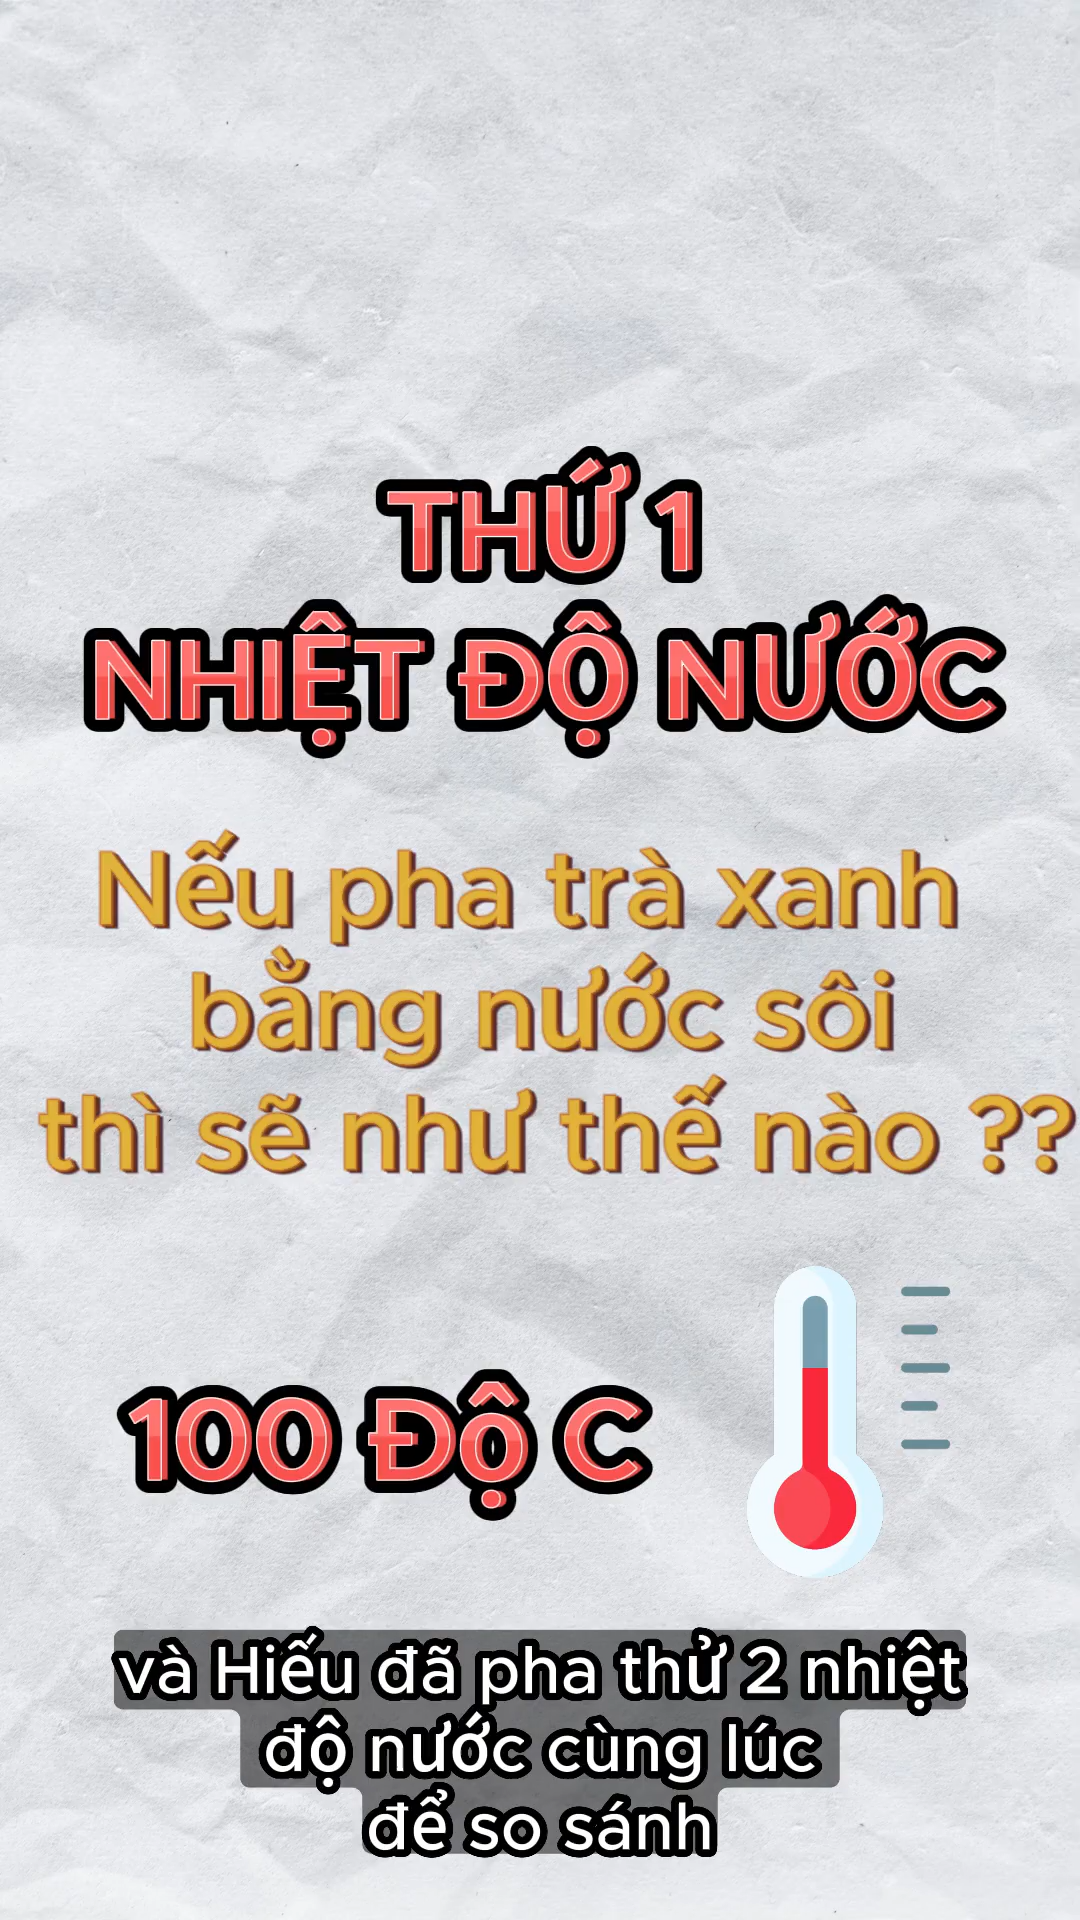 THỨ 1
NHIỆT ĐỘ NƯỚC
Nếu pha trà xanh
bằng nước sôi
thì sẽ như thế nào ??
100 Độ C
và Hiếu đã pha thử 2 nhiệt
độ nước cùng lúc
để so sánh